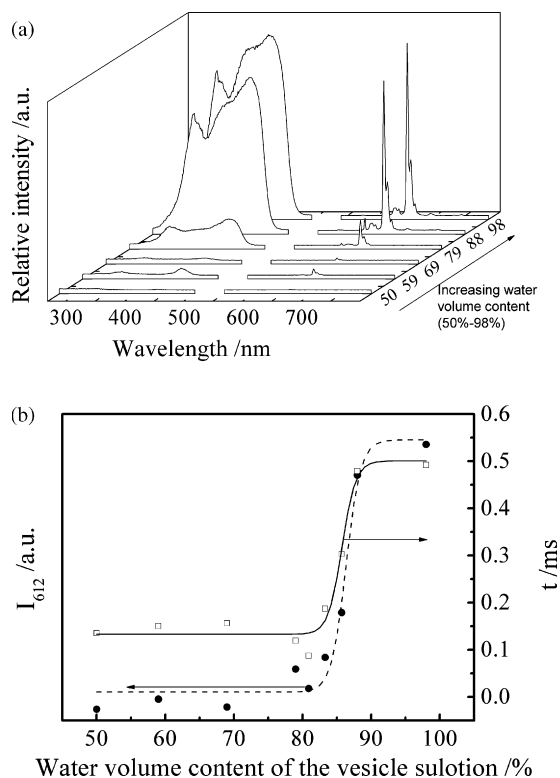 (a)
Relative intensity /a.u.
300 400 500 600 700
Wavelength /nm
50 59 69 79 88 98
Increasing water
volume content
(50%-98%)
(b)
I612 /a.u.
0.6
0.5
0.4
0.3
0.2
0.1
0.0
t /ms
50 60 70 80 90 100
Water volume content of the vesicle sulotion /%